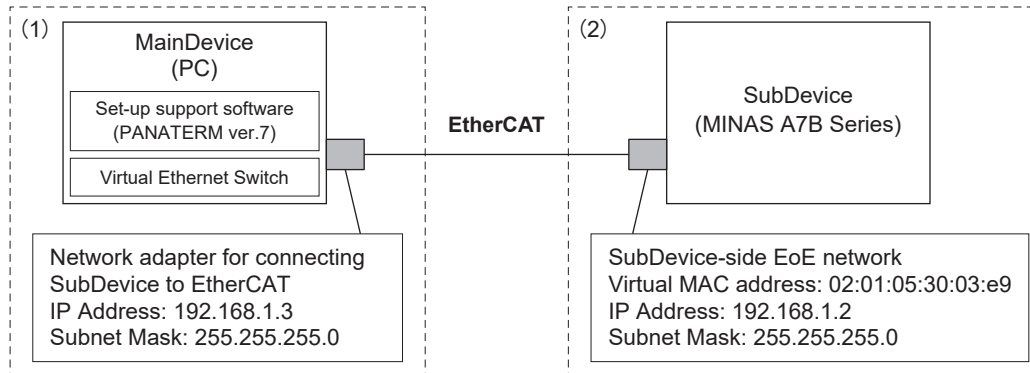 (1)
MainDevice
(PC)
Set-up support software
(PANATERM ver.7)
Virtual Ethernet Switch
EtherCAT
(2)
SubDevice
(MINAS A7B Series)
Network adapter for connecting
SubDevice to EtherCAT
IP Address: 192.168.1.3
Subnet Mask: 255.255.255.0
SubDevice-side EoE network
Virtual MAC address: 02:01:05:30:03:e9
IP Address: 192.168.1.2
Subnet Mask: 255.255.255.0